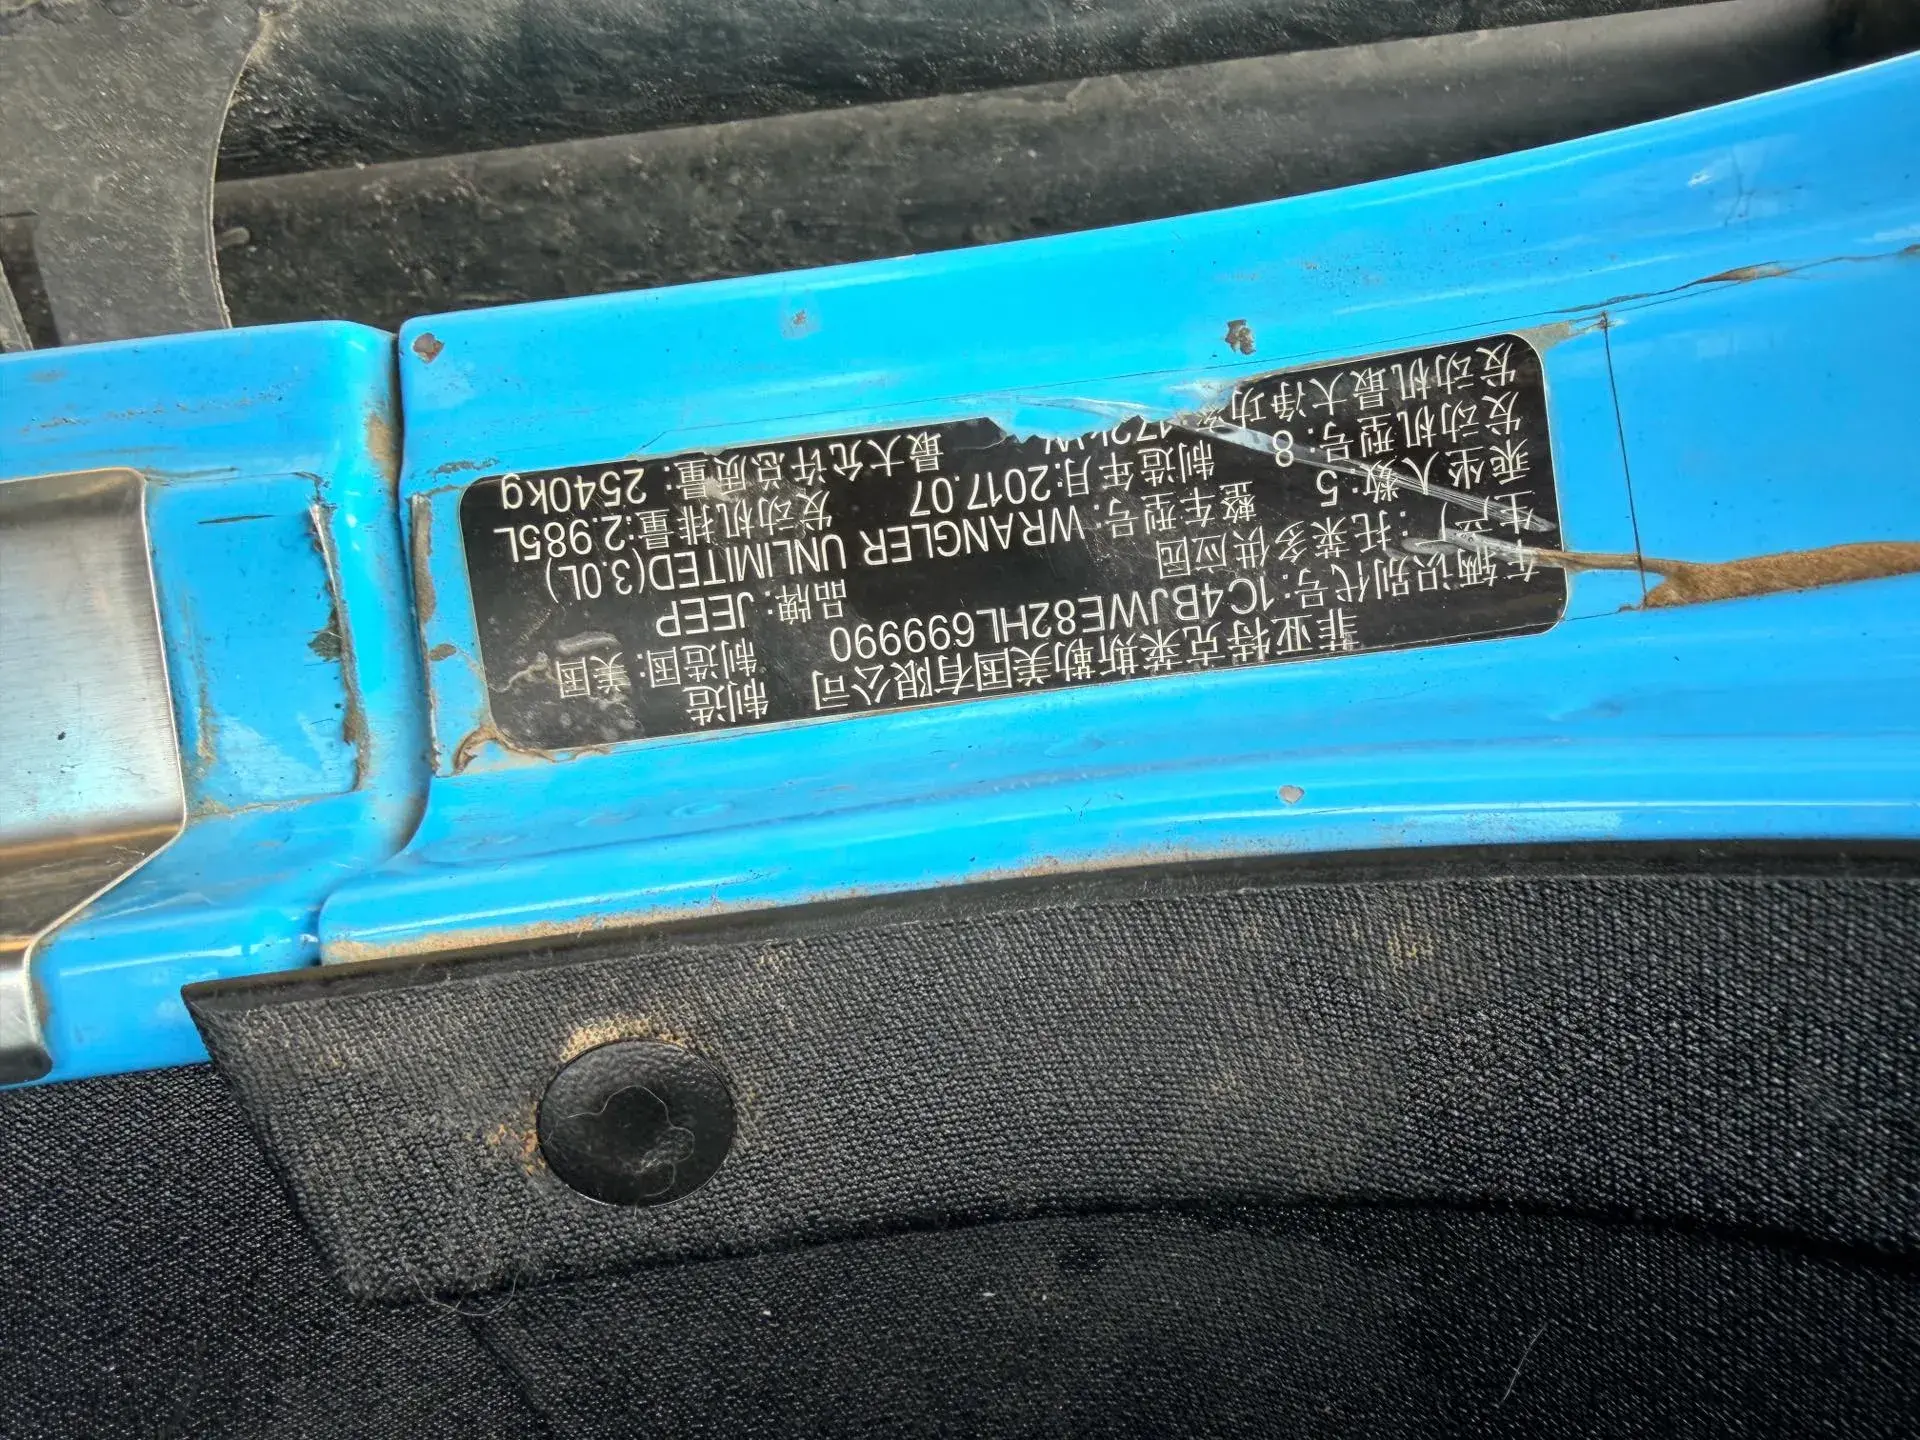 菲亚特克莱斯勒美国有限公司 制造
车辆识别代号:1C4BJWE82HL699990 制造国: 美国
(生产):托莱多供应园 品牌: JEEP
乘坐人数:5 整车型号: WRANGLER UNLIMITED(3.0L)
发动机型号: 8 制造年月:2017.07 发动机排量:2.985L
发动机最大净功率 172kW 最大允许总质量: 2540kg